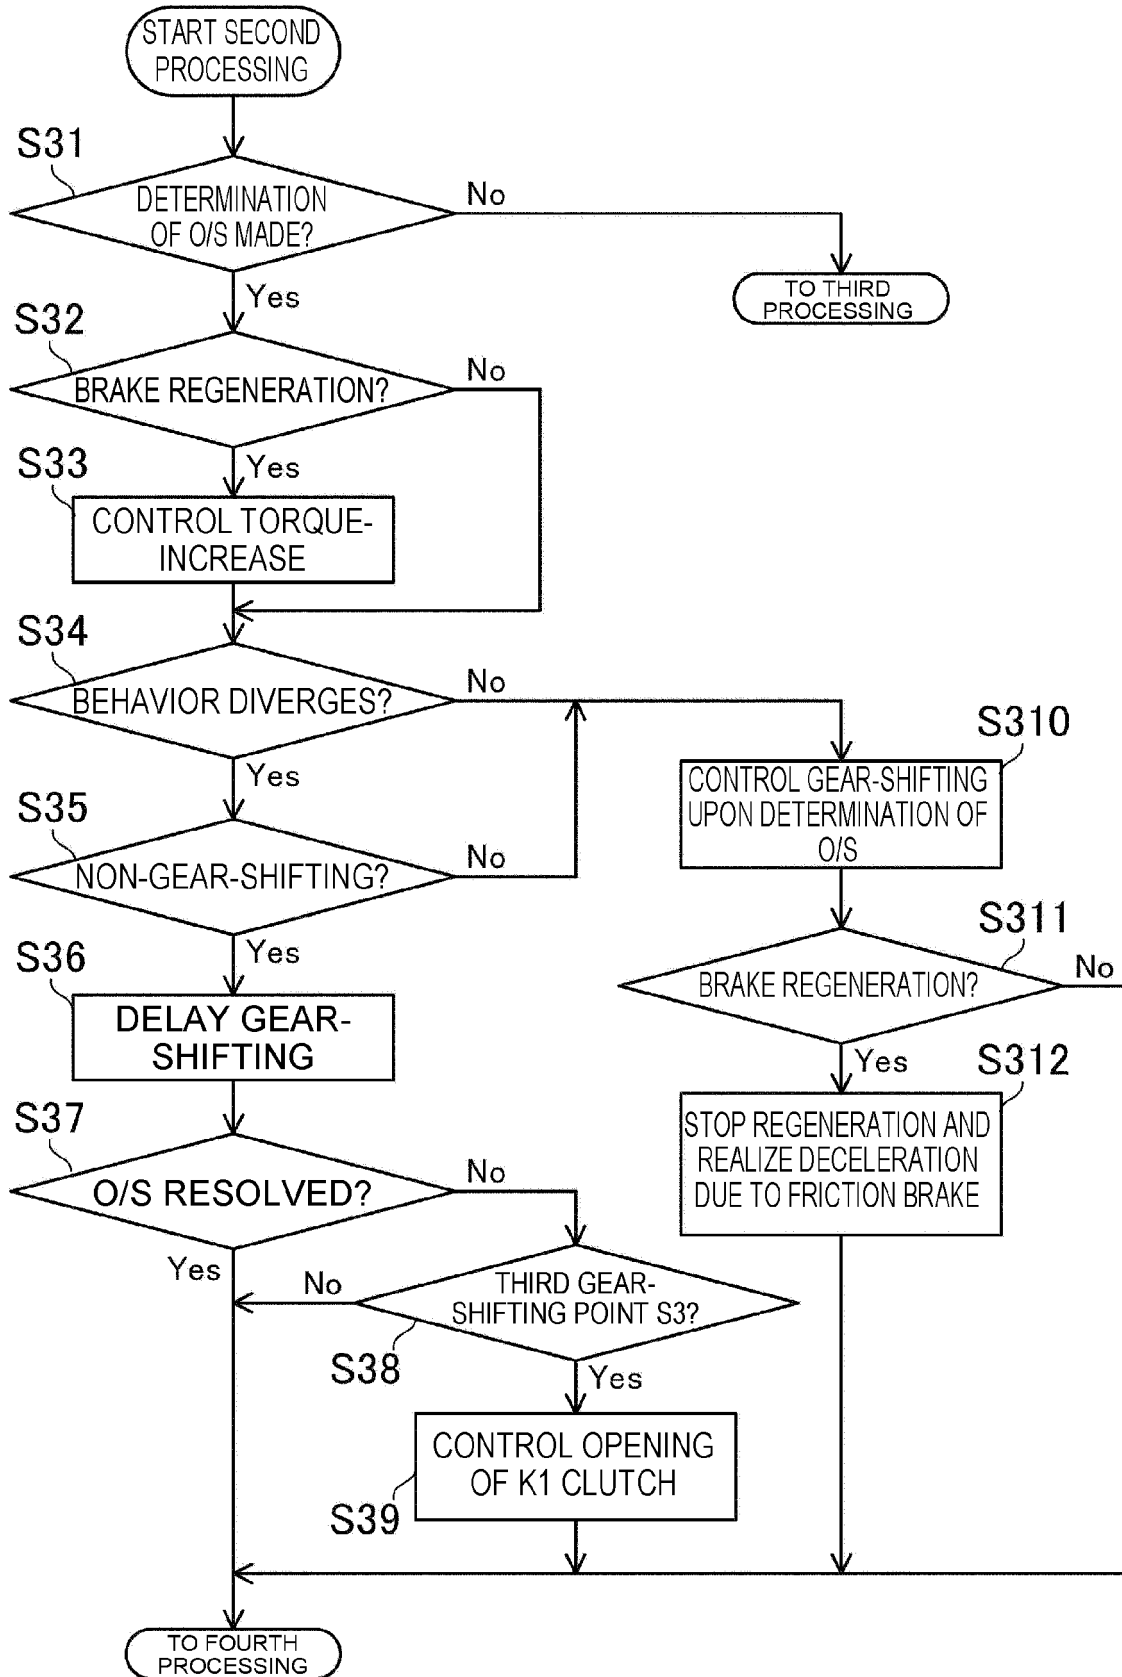 START SECOND
PROCESSING
S31
DETERMINATION
OF O/S MADE?
No
Yes
TO THIRD
PROCESSING
S32
BRAKE REGENERATION?
No
Yes
S33
CONTROL TORQUE-
INCREASE
S34
BEHAVIOR DIVERGES?
No
Yes
S310
CONTROL GEAR-SHIFTING
UPON DETERMINATION OF
O/S
S35
NON-GEAR-SHIFTING?
No
Yes
S311
BRAKE REGENERATION?
No
Yes
S36
DELAY GEAR-
SHIFTING
S312
STOP REGENERATION AND
REALIZE DECELERATION
DUE TO FRICTION BRAKE
S37
O/S RESOLVED?
No
Yes
THIRD GEAR-
SHIFTING POINT S3?
No
S38
Yes
CONTROL OPENING
OF K1 CLUTCH
S39
TO FOURTH
PROCESSING